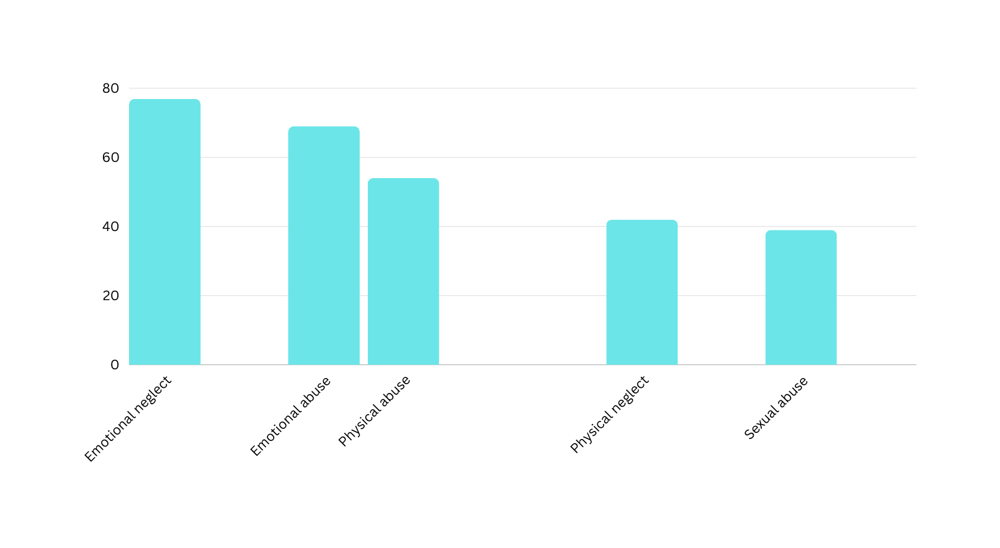 80
60
40
20
0
Emotional neglect
Emotional abuse
Physical abuse
Physical neglect
Sexual abuse